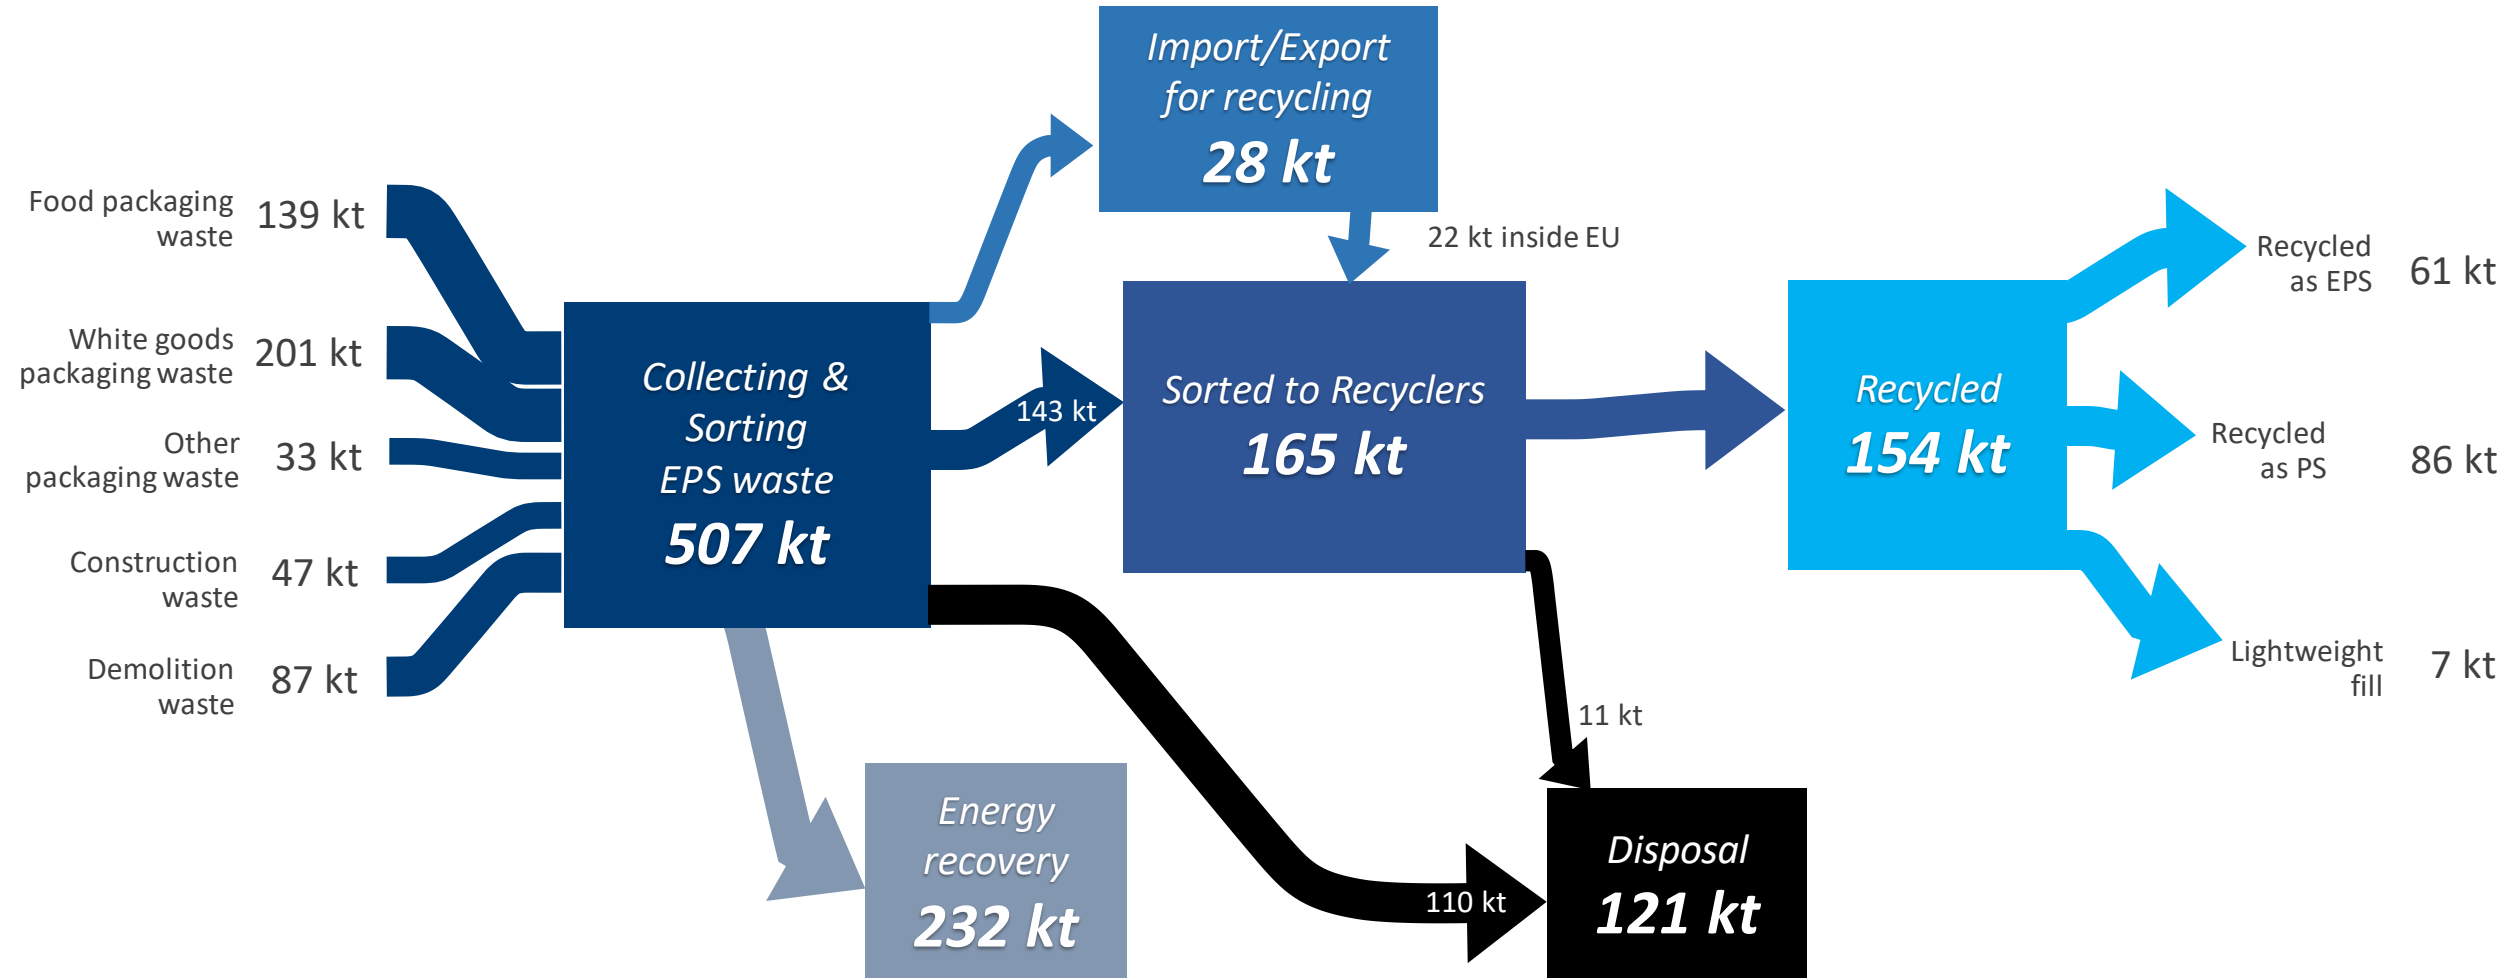 Food packaging
waste
139 kt
White goods
packaging waste
201 kt
Other
packaging waste
33 kt
Construction
waste
47 kt
Demolition
waste
87 kt
Collecting &
Sorting
EPS waste
507 kt
Import/Export
for recycling
28 kt
22 kt inside EU
143 kt
Sorted to Recyclers
165 kt
Recycled
154 kt
Recycled
as EPS
61 kt
Recycled
as PS
86 kt
Lightweight
fill
7 kt
11 kt
Energy
recovery
232 kt
110 kt
Disposal
121 kt